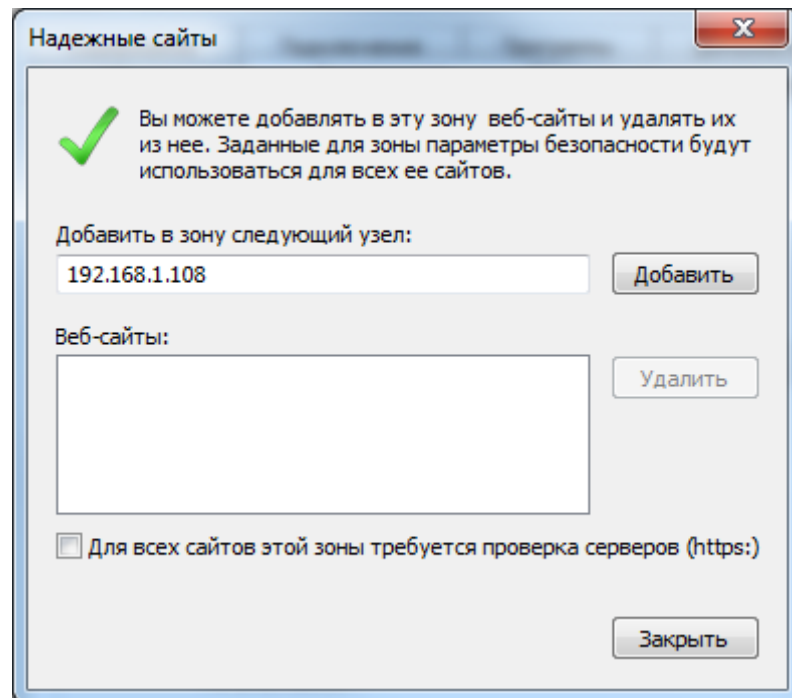 Надежные сайты
Вы можете добавлять в эту зону веб-сайты и удалять их
из нее. Заданные для зоны параметры безопасности будут
использоваться для всех ее сайтов.
Добавить в зону следующий узел:
192.168.1.108
Добавить
Веб-сайты:
Удалить
Для всех сайтов этой зоны требуется проверка серверов (https:)
Закрыть